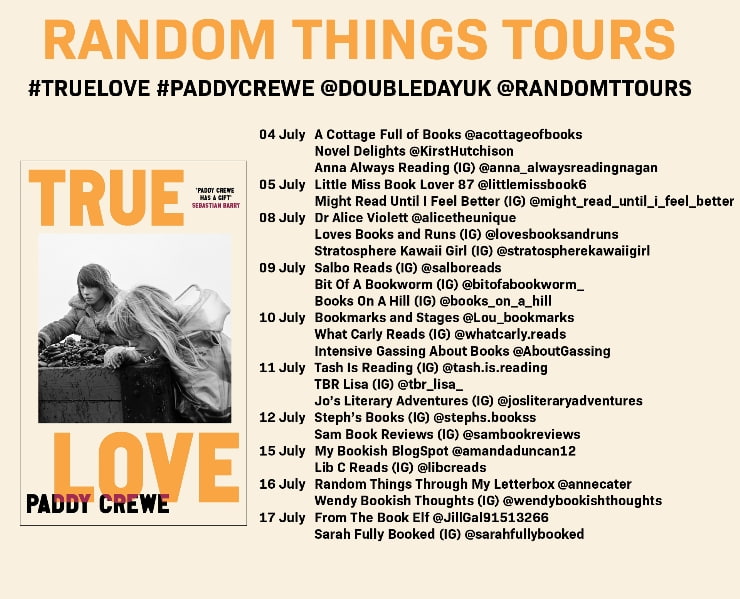 RANDOM THINGS TOURS
#TRUELOVE #PADDYCREWE @DOUBLEDAYUK @RANDOMTTOURS
TRUE
'PADDY CREWE
HAS A GIFT'
SEBASTIAN BARRY
LOVE
PADDY CREWE
04 July A Cottage Full of Books @acottageofbooks
Novel Delights @KirstHutchison
Anna Always Reading (IG) @anna_alwaysreadingnagan
05 July Little Miss Book Lover 87 @littlemissbook6
Might Read Until I Feel Better (IG) @might_read_until_i_feel_better
08 July Dr Alice Violett @alicetheunique
Loves Books and Runs (IG) @lovesbooksandruns
Stratosphere Kawaii Girl (IG) @stratospherekawaiigirl
09 July Salbo Reads (IG) @salboreads
Bit Of A Bookworm (IG) @bitofabookworm_
Books On A Hill (IG) @books_on_a_hill
10 July Bookmarks and Stages @Lou_bookmarks
What Carly Reads (IG) @whatcarly.reads
Intensive Gassing About Books @AboutGassing
11 July Tash Is Reading (IG) @tash.is.reading
TBR Lisa (IG) @tbr_lisa_
Jo's Literary Adventures (IG) @josliteraryadventures
12 July Steph's Books (IG) @stephs.bookss
Sam Book Reviews (IG) @sambookreviews
15 July My Bookish BlogSpot @amandaduncan12
Lib C Reads (IG) @libcreads
16 July Random Things Through My Letterbox @annecater
Wendy Bookish Thoughts (IG) @wendybookishthoughts
17 July From The Book Elf @JillGal91513266
Sarah Fully Booked (IG) @sarahfullybooked